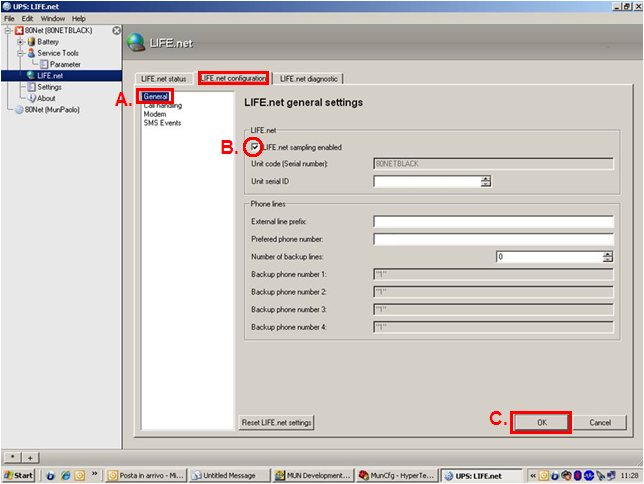 UPS: LIFE.net
File Edit Window Help
80Net (80NETBLACK)
Battery
Service Tools
Parameter
LIFE.net
Settings
About
80Net (MunPaolo)
LIFE.net
LIFE.net status LIFE.net configuration LIFE.net diagnostic
A.
General
Call handling
Modem
SMS Events
LIFE.net general settings
LIFE.net
B.
LIFE.net sampling enabled
Unit code (Serial number): 80NETBLACK
Unit serial ID
Phone lines
External line prefix:
Prefered phone number:
Number of backup lines: 0
Backup phone number 1: "1"
Backup phone number 2: "1"
Backup phone number 3: "1"
Backup phone number 4: "1"
C.
Reset LIFE.net settings OK Cancel
* +
Start » Posta in arrivo - Mi... Untitled Message MUN Development... MunCfg - HyperTe... UPS: LIFE.net « 11:28